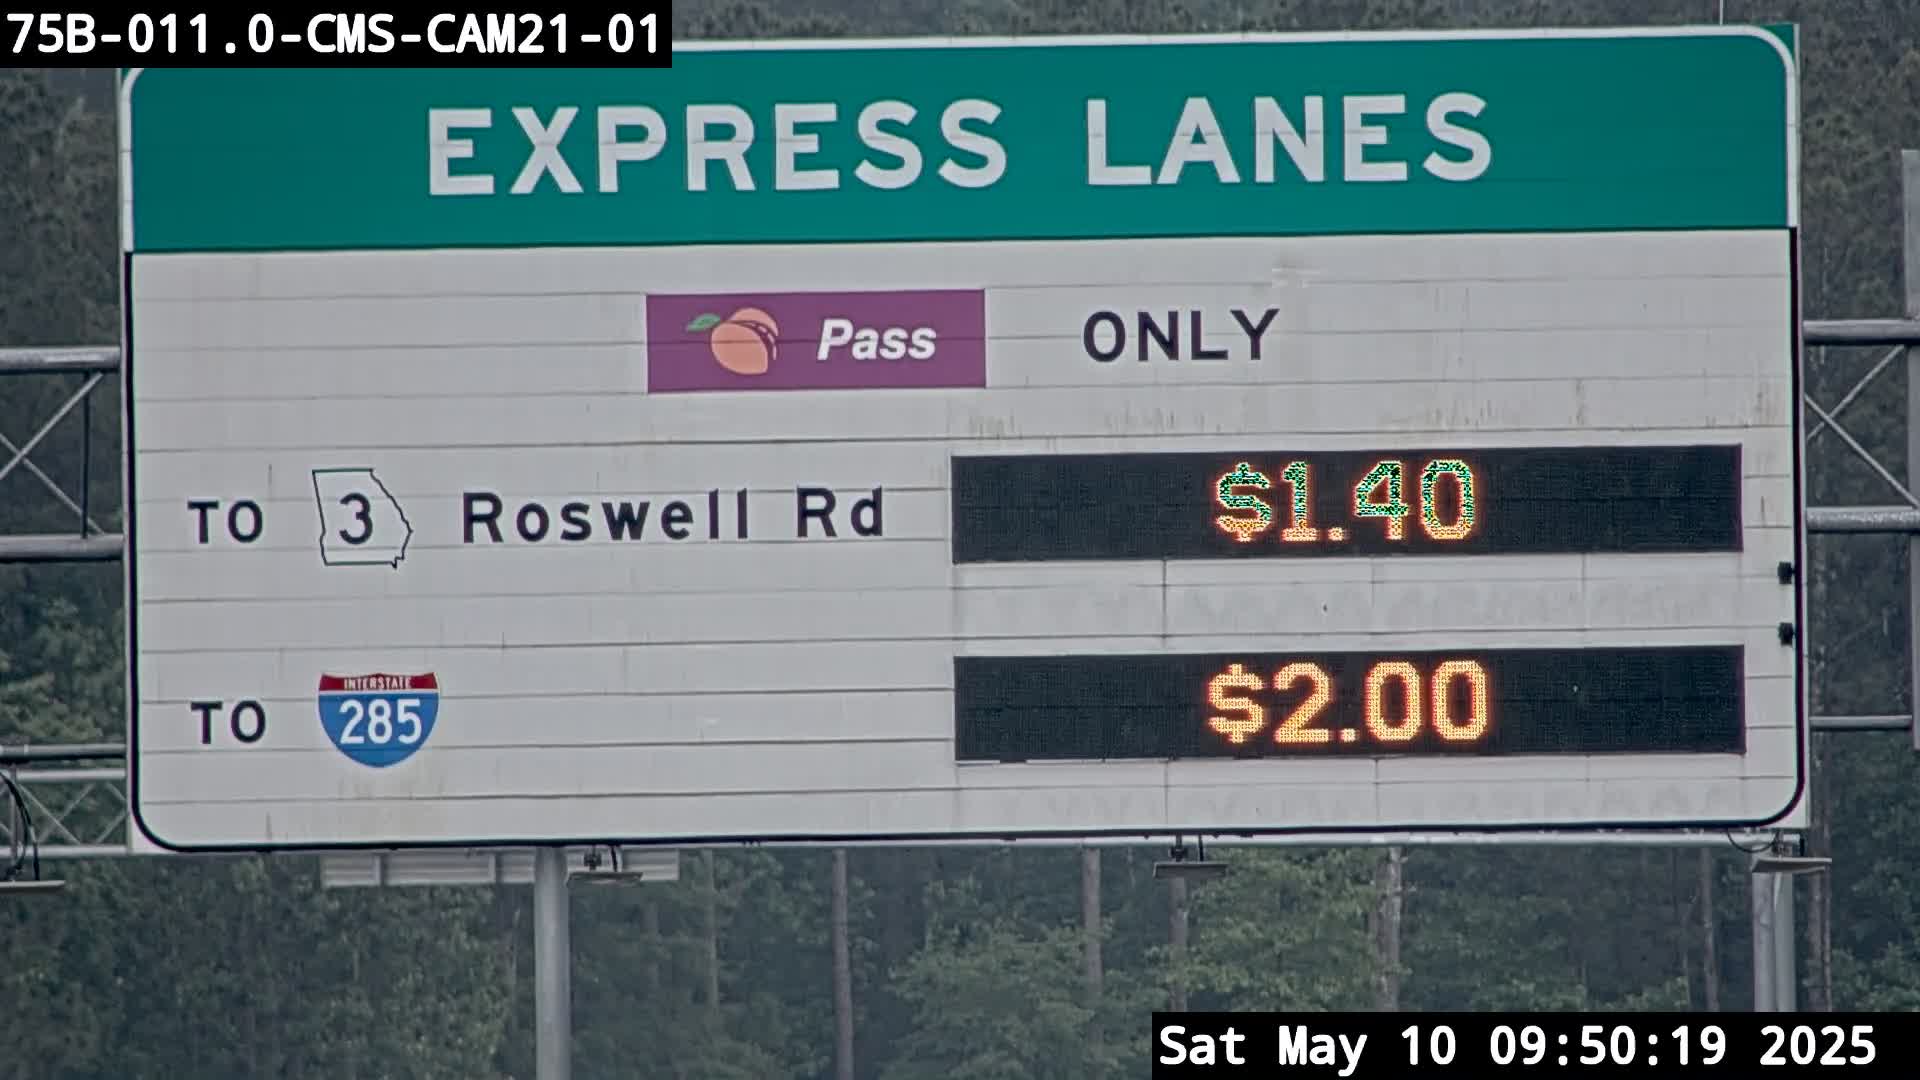 75B-011.0-CMS-CAM21-01
EXPRESS LANES
Pass ONLY
TO 3 Roswell Rd $1.40
INTERSTATE
TO 285 $2.00
Sat May 10 09:50:19 2025